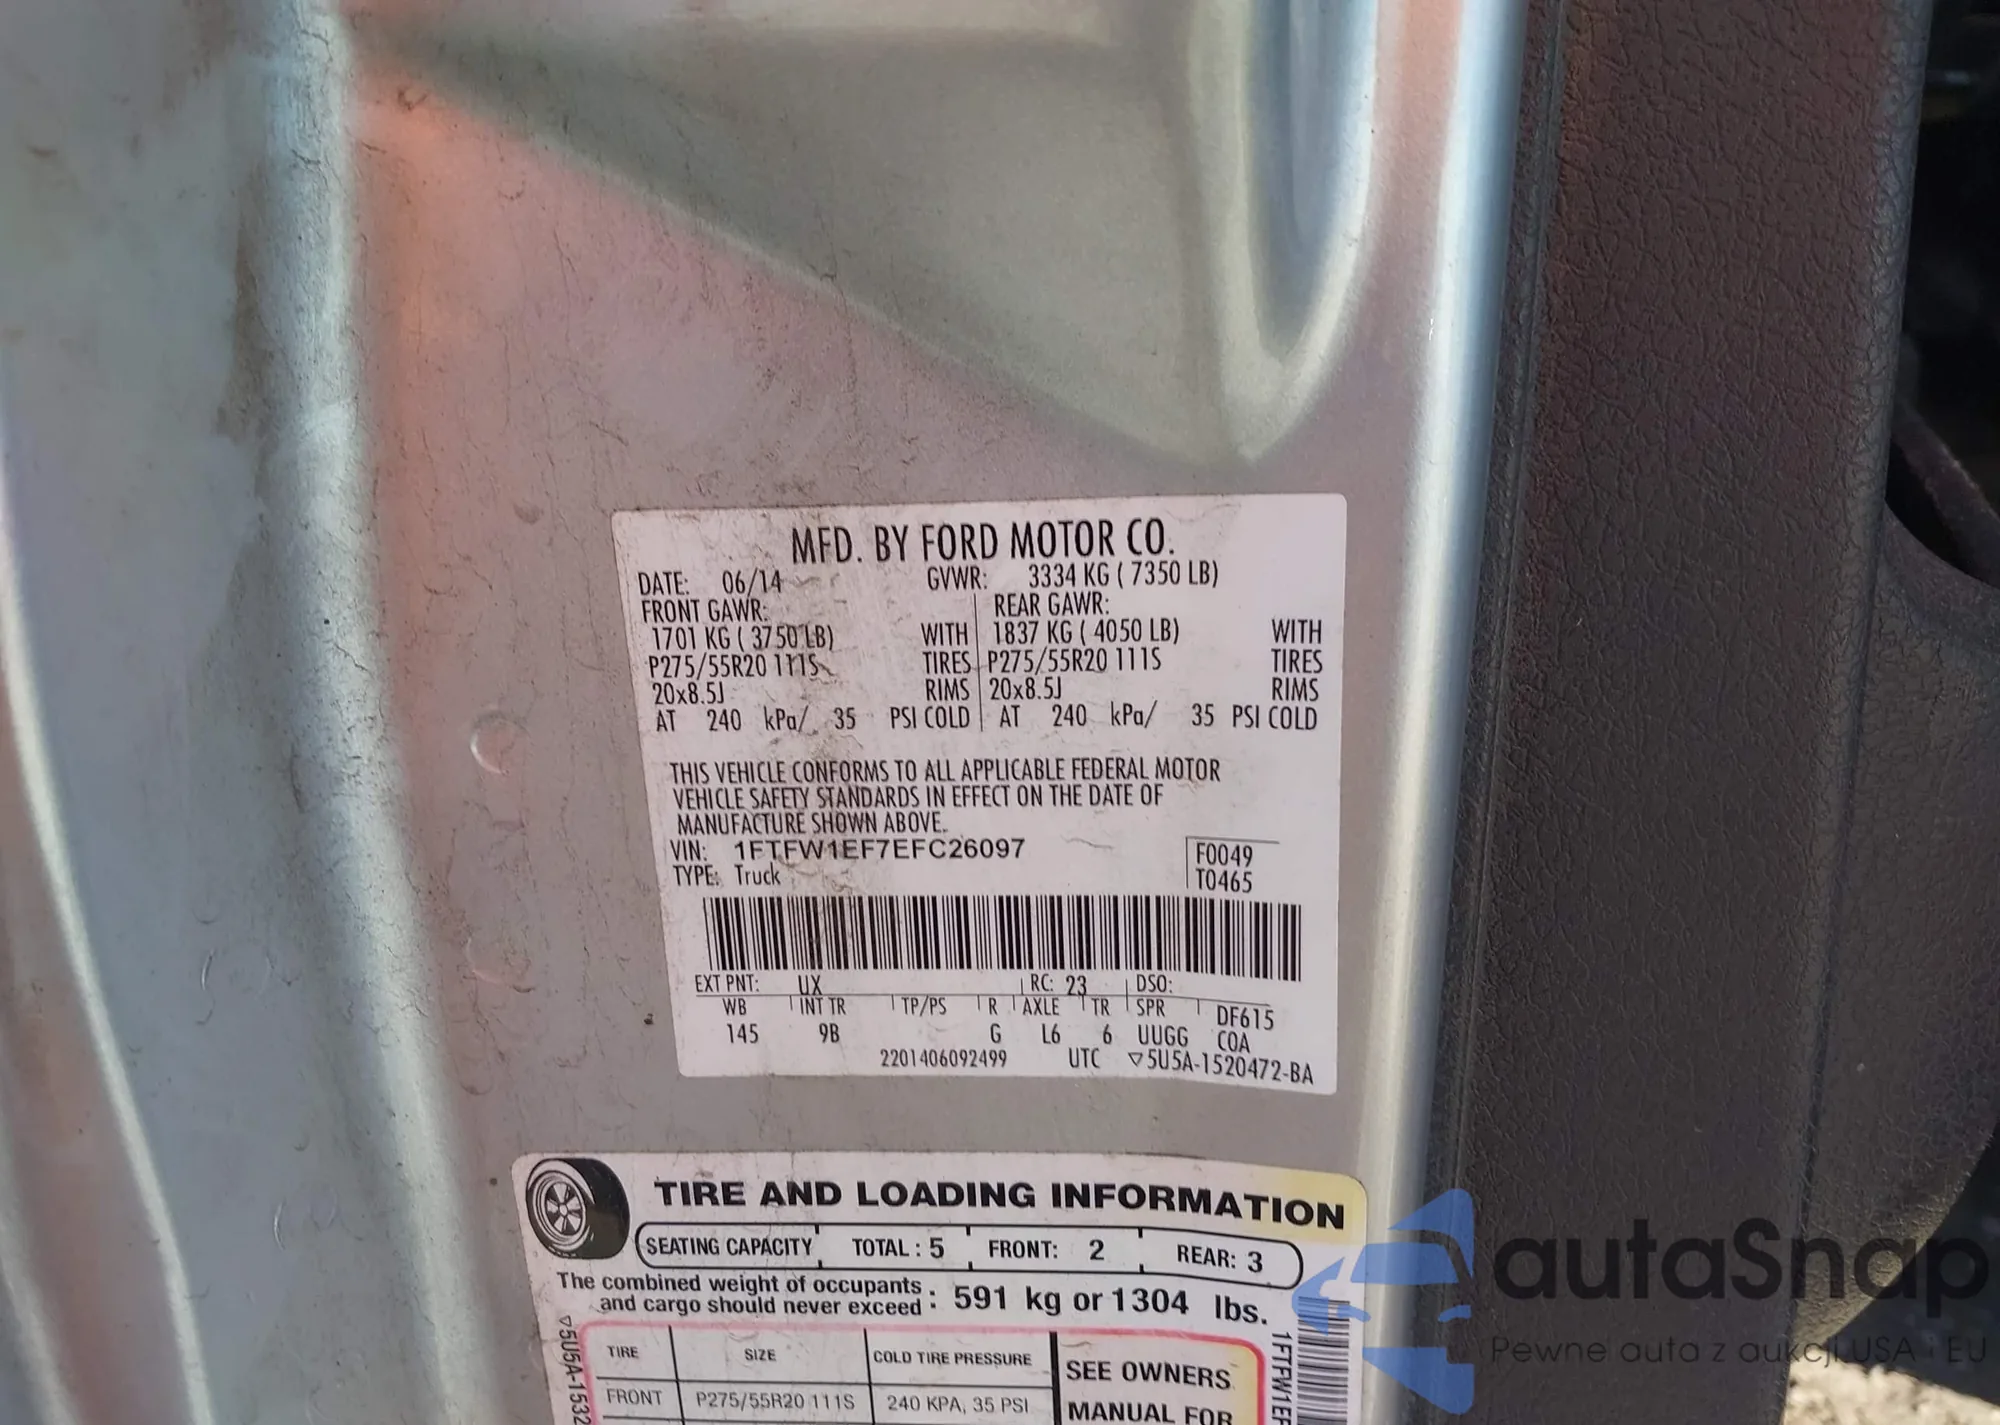 MFD. BY FORD MOTOR CO.
DATE: 06/14 GVWR: 3334 KG ( 7350 LB)
FRONT GAWR: REAR GAWR:
1701 KG ( 3750 LB) WITH 1837 KG ( 4050 LB) WITH
P275/55R20 111S TIRES P275/55R20 111S TIRES
20x8.5J RIMS 20x8.5J RIMS
AT 240 kPa/ 35 PSI COLD AT 240 kPa/ 35 PSI COLD
THIS VEHICLE CONFORMS TO ALL APPLICABLE FEDERAL MOTOR
VEHICLE SAFETY STANDARDS IN EFFECT ON THE DATE OF
MANUFACTURE SHOWN ABOVE.
VIN: 1FTFW1EF7EFC26097 F0049
TYPE: Truck T0465
EXT PNT: UX RC: 23 DSO:
WB INT TR TP/PS R AXLE TR SPR DF615
145 9B G L6 6 UUGG COA
2201406092499 UTC ▽5U5A-1520472-BA
TIRE AND LOADING INFORMATION
SEATING CAPACITY TOTAL : 5 FRONT: 2 REAR: 3
The combined weight of occupants
and cargo should never exceed : 591 kg or 1304 lbs.
TIRE SIZE COLD TIRE PRESSURE SEE OWNERS
FRONT P275/55R20 111S 240 KPA, 35 PSI MANUAL FOR
▽5U5A-1532
1FTFW1EF
autaSnap
Pewne auta z aukcji USA i EU